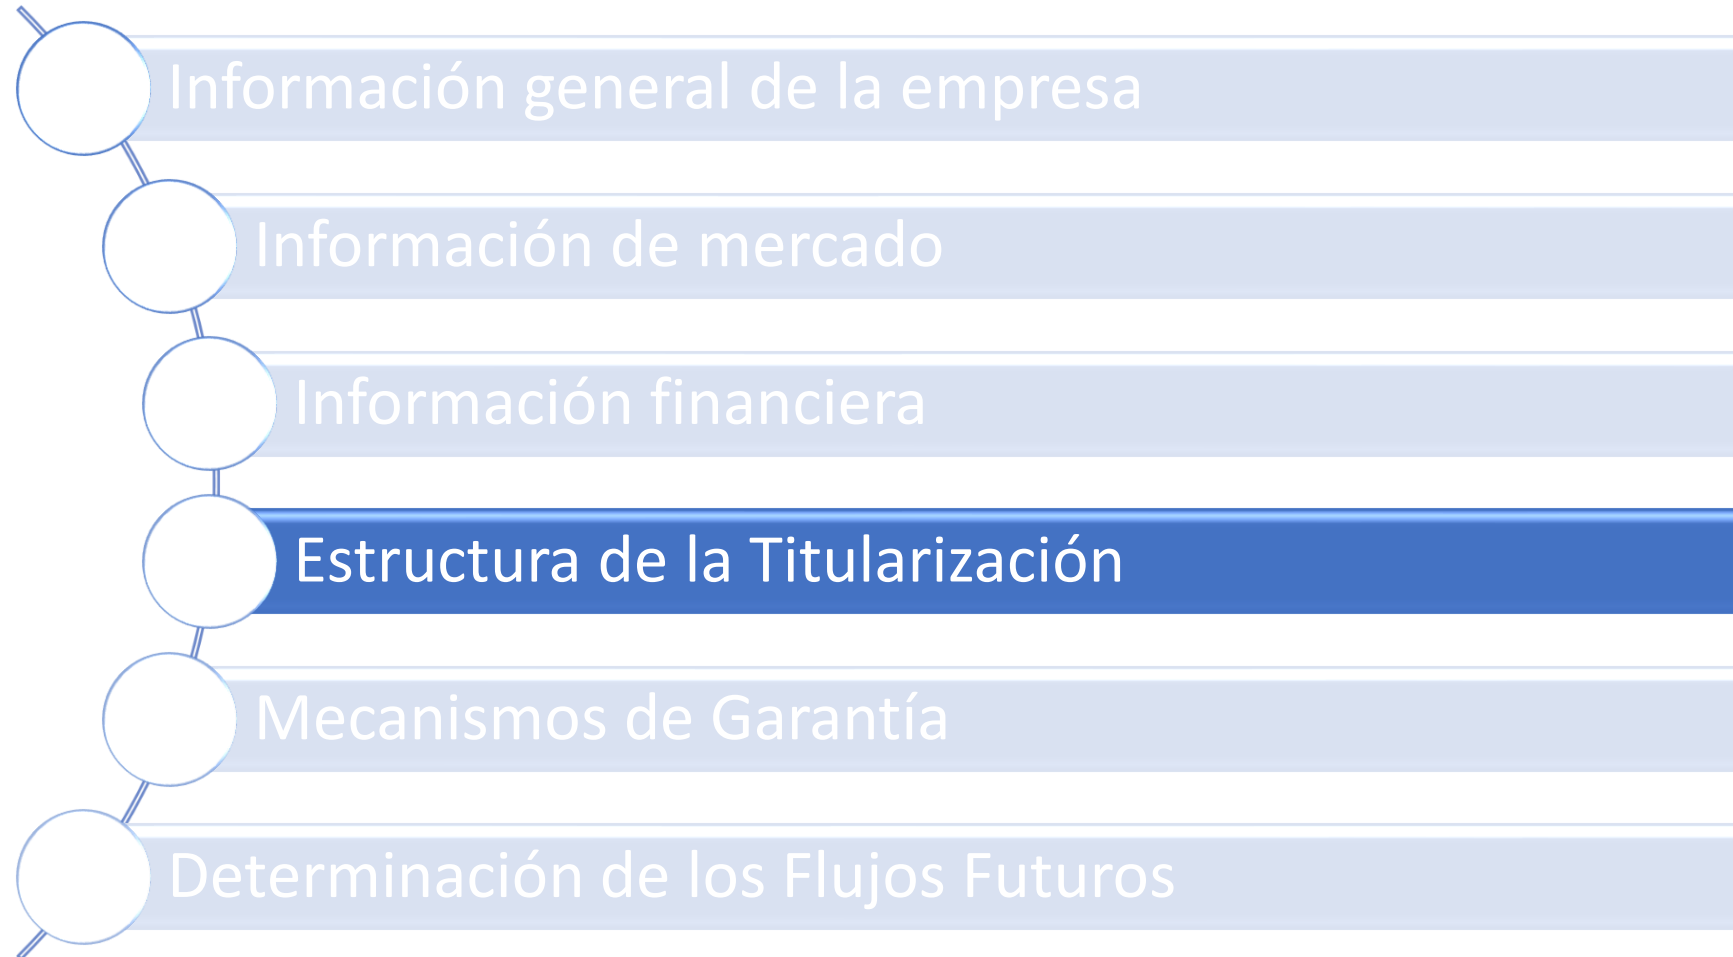 Información general de la empresa
Información de mercado
Información financiera
Estructura de la Titularización
Mecanismos de Garantía
Determinación de los Flujos Futuros